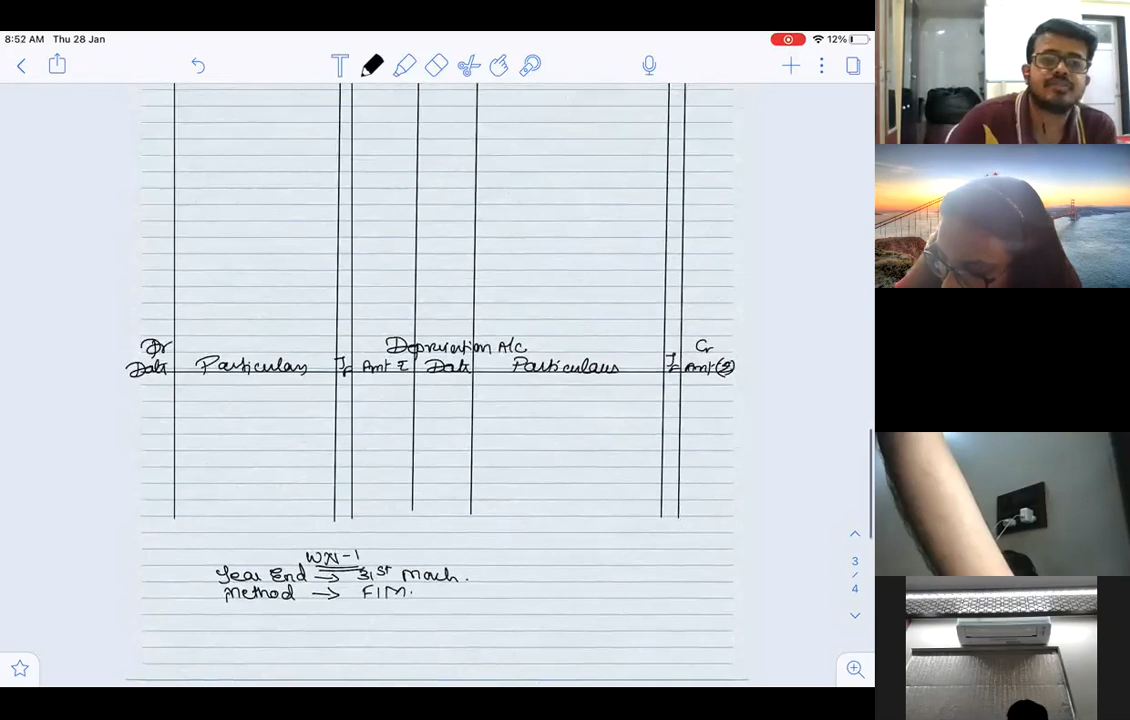 8:52 AM Thu 28 Jan
12%
Depreciation A/c
Dr Cr
Date Particulars J.F Amt ₹ Date Particulars J.F Amt (₹)
WN-1
Year End → 31st March.
Method → FIM.
3
/
4